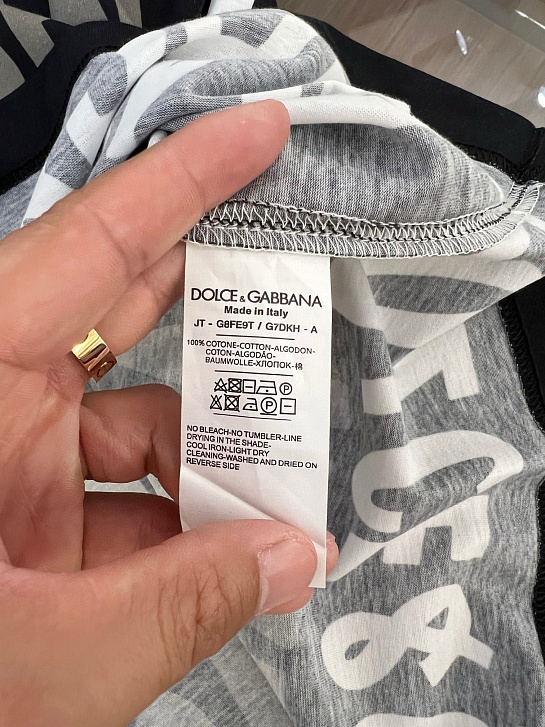 DOLCE & GABBANA
Made in Italy
JT - G8FE9T / G7DKH - A
100% COTONE-COTTON-ALGODON-
COTON-ALGODÃO-
BAUMWOLLE-ХЛОПОК-棉
NO BLEACH-NO TUMBLER-LINE
DRYING IN THE SHADE-
COOL IRON-LIGHT DRY
CLEANING-WASHED AND DRIED ON
REVERSE SIDE
CE&